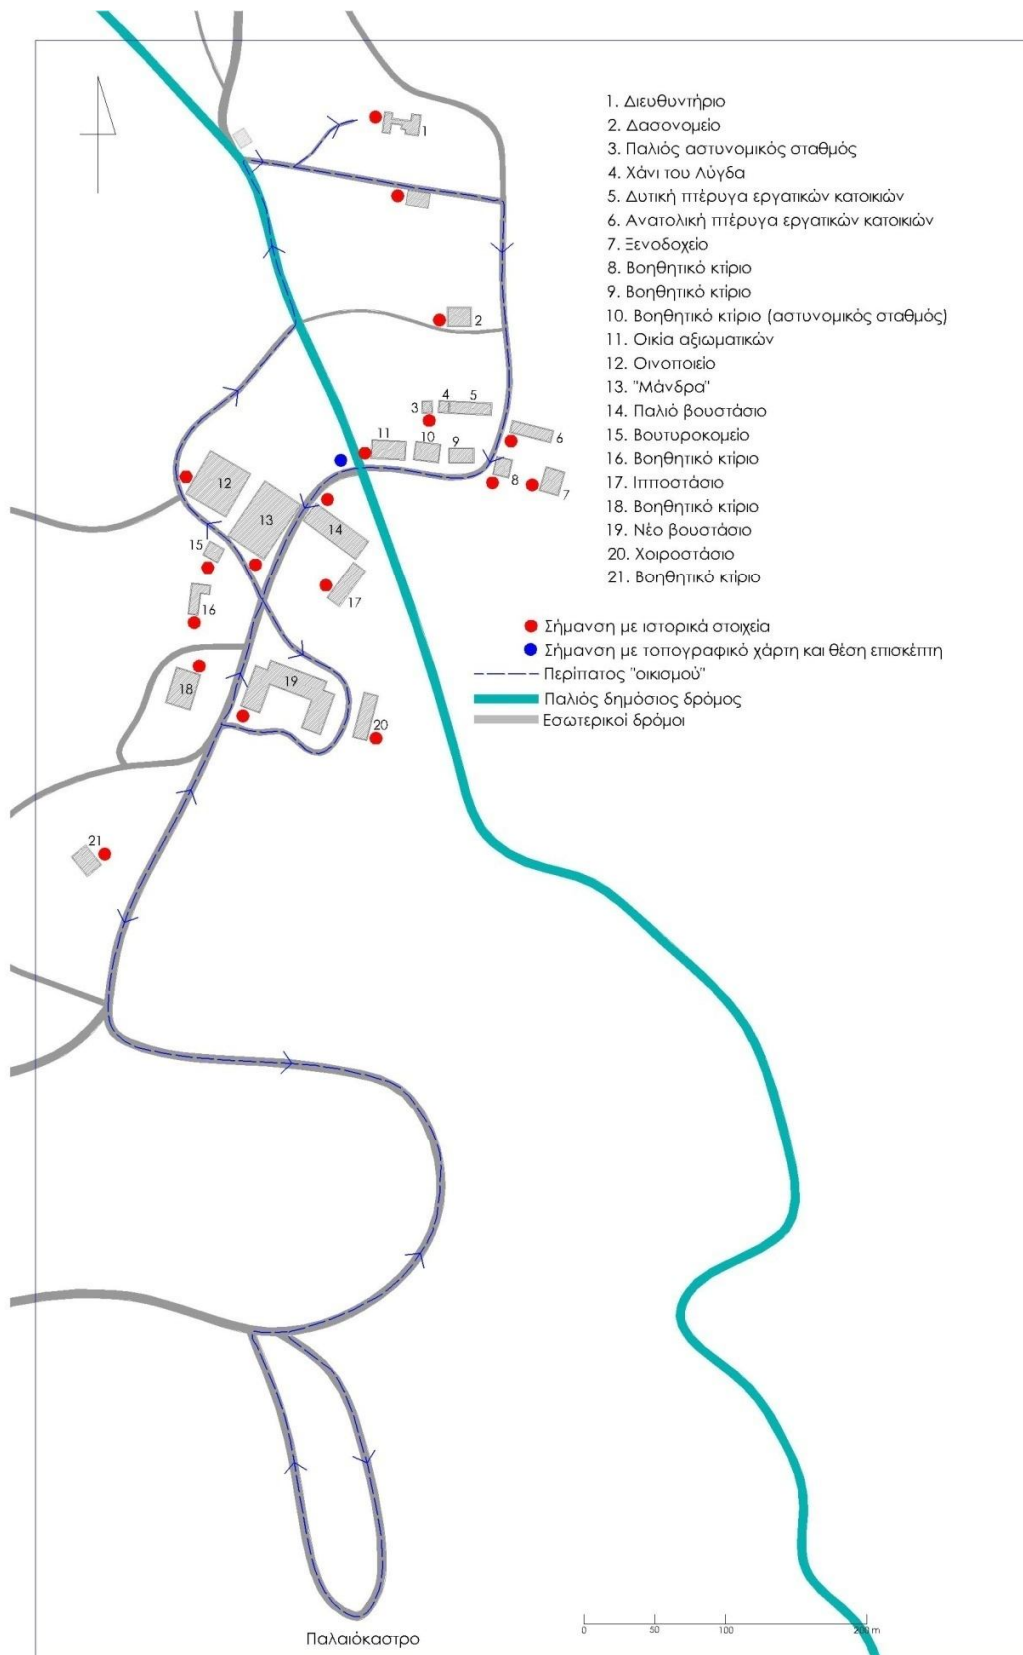 1. Διευθυντήριο
2. Δασονομείο
3. Παλιός αστυνομικός σταθμός
4. Χάνι του Λύγδα
5. Δυτική πτέρυγα εργατικών κατοικιών
6. Ανατολική πτέρυγα εργατικών κατοικιών
7. Ξενοδοχείο
8. Βοηθητικό κτίριο
9. Βοηθητικό κτίριο
10. Βοηθητικό κτίριο (αστυνομικός σταθμός)
11. Οικία αξιωματικών
12. Οινοποιείο
13. "Μάνδρα"
14. Παλιό βουστάσιο
15. Βουτυροκομείο
16. Βοηθητικό κτίριο
17. Ιπποστάσιο
18. Βοηθητικό κτίριο
19. Νέο βουστάσιο
20. Χοιροστάσιο
21. Βοηθητικό κτίριο
Σήμανση με ιστορικά στοιχεία
Σήμανση με τοπογραφικό χάρτη και θέση επισκέπτη
Περίπατος "οικισμού"
Παλιός δημόσιος δρόμος
Εσωτερικοί δρόμοι
1
2
3 4 5
6
11 10 9
8
7
12
13
14
15
16
17
18
19
20
21
Παλαιόκαστρο
0 50 100 200 m